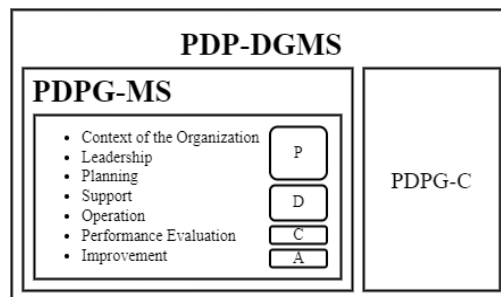 PDP-DGMS
PDPG-MS
• Context of the Organization
• Leadership
• Planning
• Support
• Operation
• Performance Evaluation
• Improvement
P
D
C
A
PDPG-C